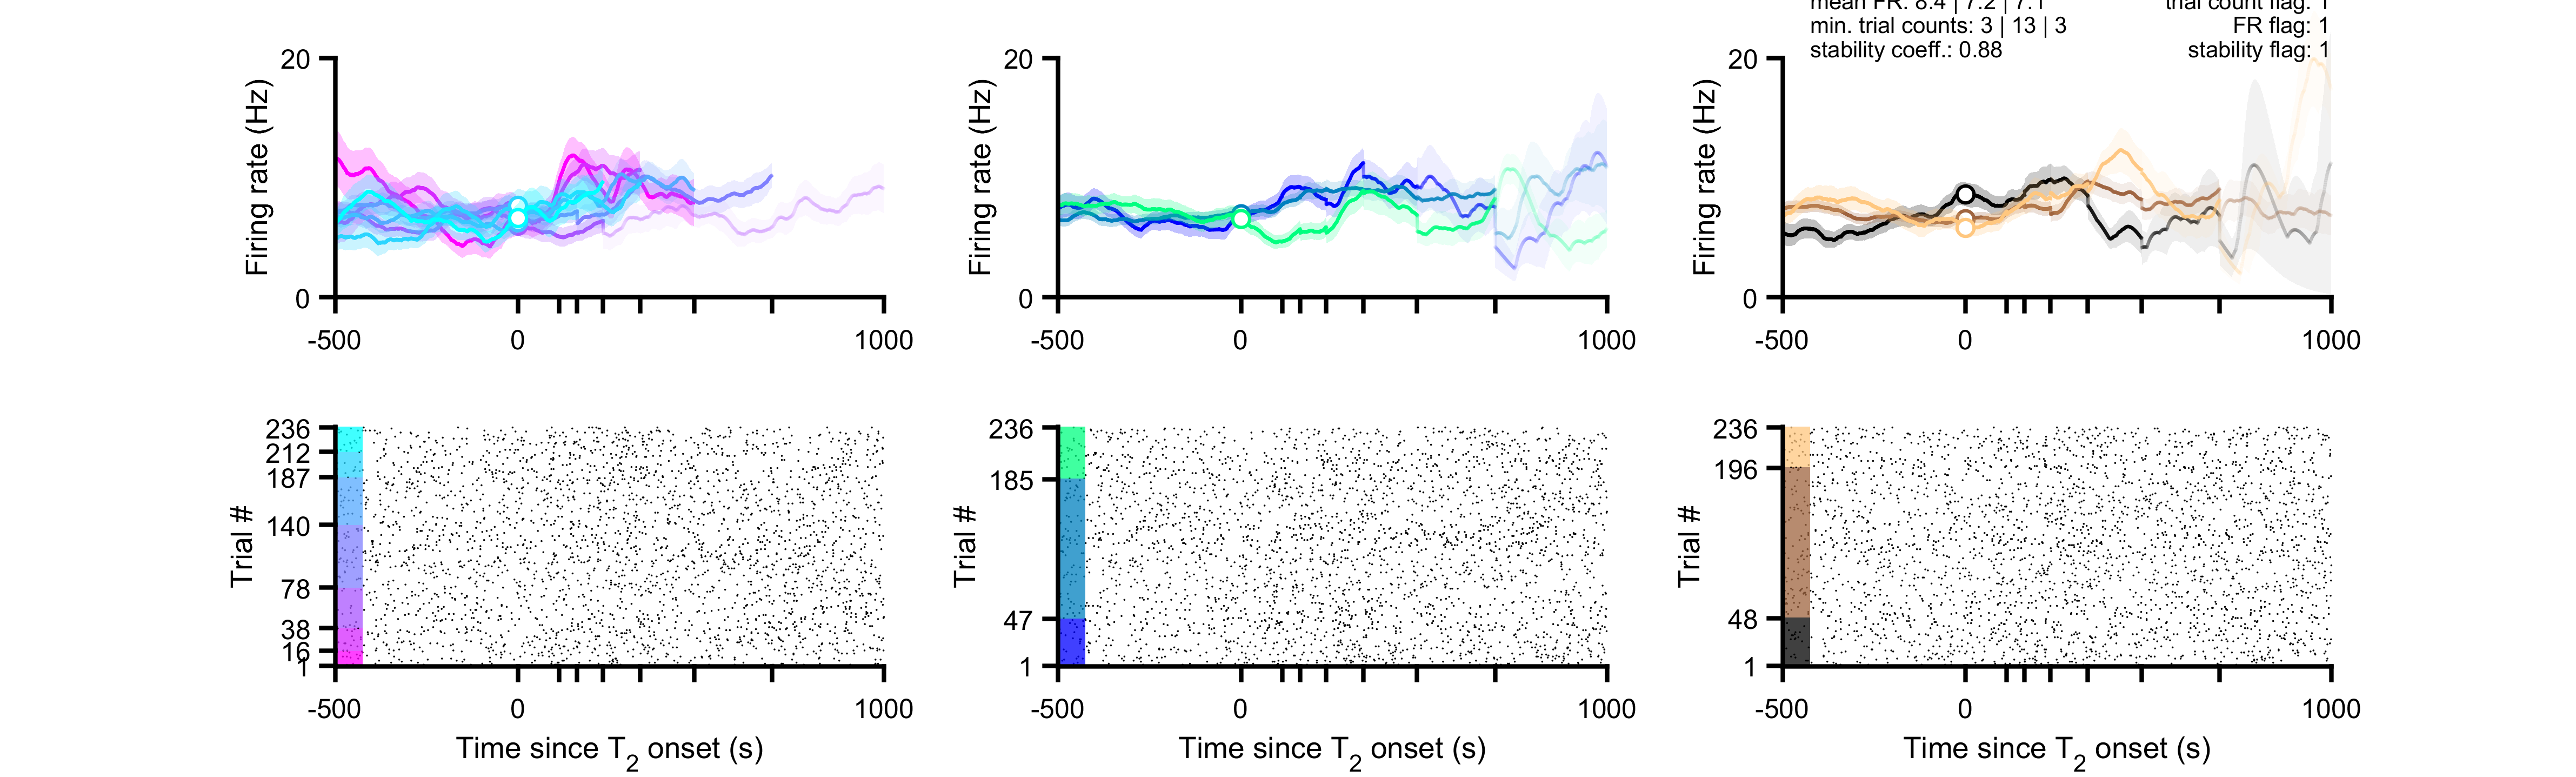 mean FR: 8.4 | 7.2 | 7.1
trial count flag: 1
min. trial counts: 3 | 13 | 3
FR flag: 1
stability coeff.: 0.88
stability flag: 1
20
Firing rate (Hz)
0
-500
0
1000
20
Firing rate (Hz)
0
-500
0
1000
20
Firing rate (Hz)
0
-500
0
1000
236
212
187
140
78
38
16
1
Trial #
-500
0
1000
Time since T2 onset (s)
236
185
47
1
Trial #
-500
0
1000
Time since T2 onset (s)
236
196
48
1
Trial #
-500
0
1000
Time since T2 onset (s)